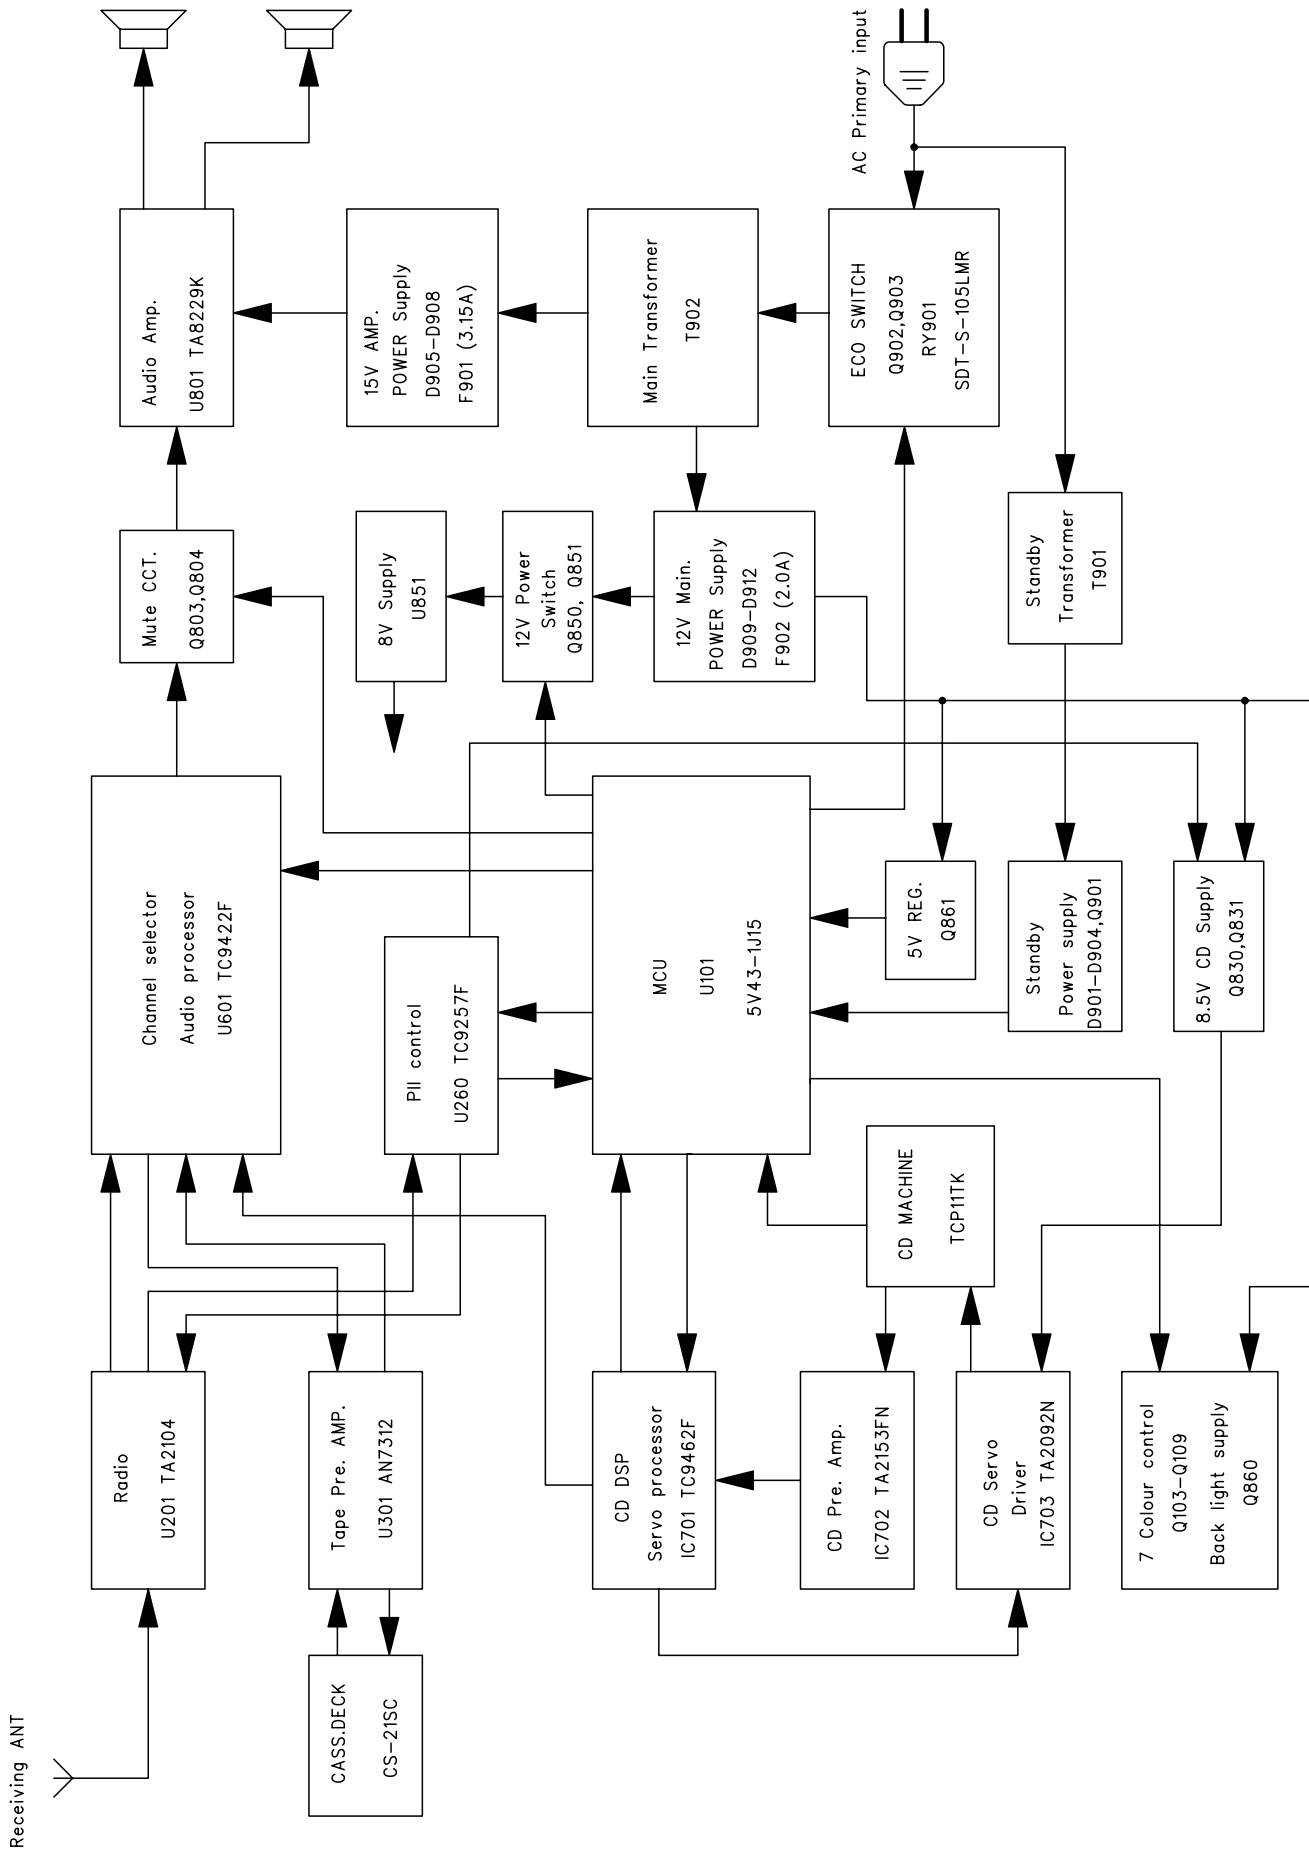 Receiving ANT
Radio
U201 TA2104
Channel selector
Audio processor
U601 TC9422F
Mute CCT.
Q803,Q804
Audio Amp.
U801 TA8229K
CASS.DECK
CS-21SC
Tape Pre. AMP.
U301 AN7312
Pll control
U260 TC9257F
8V Supply
U851
15V AMP.
POWER Supply
D905-D908
F901 (3.15A)
12V Power
Switch
Q850, Q851
CD DSP
Servo processor
IC701 TC9462F
MCU
U101
5V43-1J15
12V Main.
POWER Supply
D909-D912
F902 (2.0A)
Main Transformer
T902
CD Pre. Amp.
IC702 TA2153FN
CD MACHINE
TCP11TK
5V REG.
Q861
ECO SWITCH
Q902,Q903
RY901
SDT-S-105LMR
AC Primary input
CD Servo
Driver
IC703 TA2092N
Standby
Power supply
D901-D904,Q901
Standby
Transformer
T901
7 Colour control
Q103-Q109
Back light supply
Q860
8.5V CD Supply
Q830,Q831